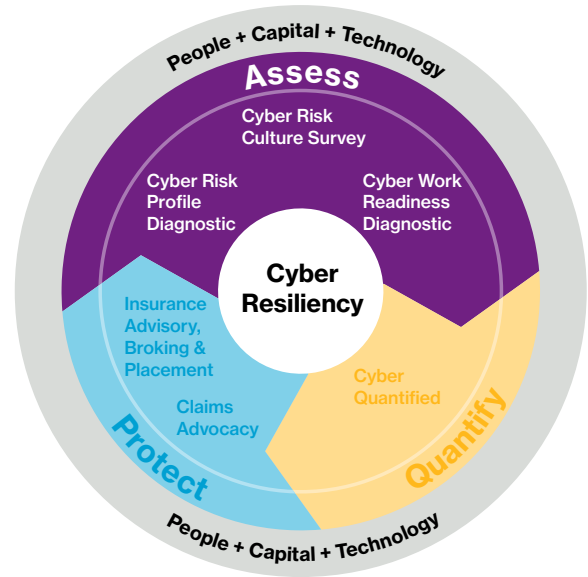 People + Capital + Technology
Assess
Cyber Risk
Culture Survey
Cyber Risk
Profile
Diagnostic
Cyber Work
Readiness
Diagnostic
Cyber
Resiliency
Insurance
Advisory,
Broking &
Placement
Claims
Advocacy
Protect
Cyber
Quantified
Quantify
People + Capital + Technology